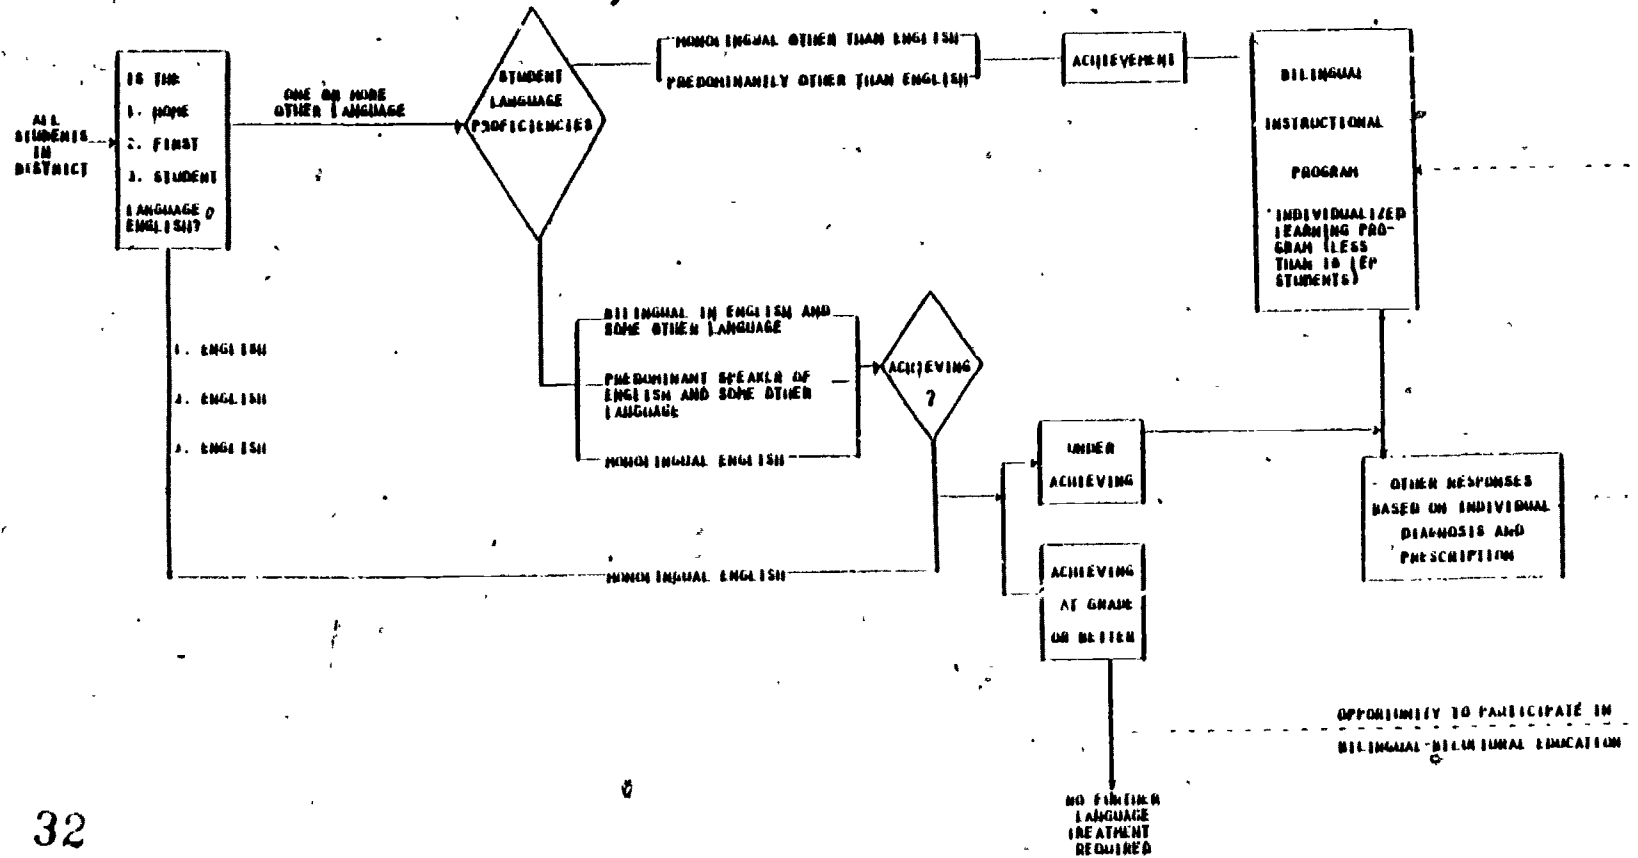 ALL
STUDENTS
IN
DISTRICT
IS THE
1. HOME
2. FIRST
3. STUDENT
LANGUAGE
ENGLISH?
ONE OR MORE
OTHER LANGUAGE
STUDENT
LANGUAGE
PROFICIENCIES
MONOLINGUAL OTHER THAN ENGLISH
PREDOMINANTLY OTHER THAN ENGLISH
ACHIEVEMENT
BILINGUAL
INSTRUCTIONAL
PROGRAM
INDIVIDUALIZED
LEARNING PRO-
GRAM (LESS
THAN 10 LEP
STUDENTS)
1. ENGLISH
2. ENGLISH
3. ENGLISH
BILINGUAL IN ENGLISH AND
SOME OTHER LANGUAGE
PREDOMINANT SPEAKER OF
ENGLISH AND SOME OTHER
LANGUAGE
MONOLINGUAL ENGLISH
ACHIEVING
?
UNDER
ACHIEVING
OTHER RESPONSES
BASED ON INDIVIDUAL
DIAGNOSIS AND
PRESCRIPTION
MONOLINGUAL ENGLISH
ACHIEVING
AT GRADE
OR BETTER
OPPORTUNITY TO PARTICIPATE IN
BILINGUAL-BICULTURAL EDUCATION
NO FURTHER
LANGUAGE
TREATMENT
REQUIRED
32